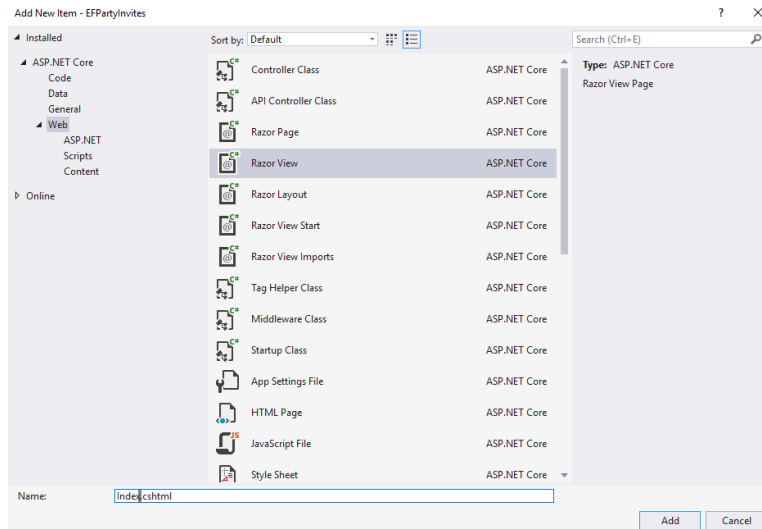 Add New Item - EFPartyInvites
Installed
ASP.NET Core
Code
Data
General
Web
ASP.NET
Scripts
Content
Online
Sort by: Default
Controller Class ASP.NET Core
API Controller Class ASP.NET Core
Razor Page ASP.NET Core
Razor View ASP.NET Core
Razor Layout ASP.NET Core
Razor View Start ASP.NET Core
Razor View Imports ASP.NET Core
Tag Helper Class ASP.NET Core
Middleware Class ASP.NET Core
Startup Class ASP.NET Core
App Settings File ASP.NET Core
HTML Page ASP.NET Core
JavaScript File ASP.NET Core
Style Sheet ASP.NET Core
Search (Ctrl+E)
Type: ASP.NET Core
Razor View Page
Name: Index.cshtml
Add Cancel